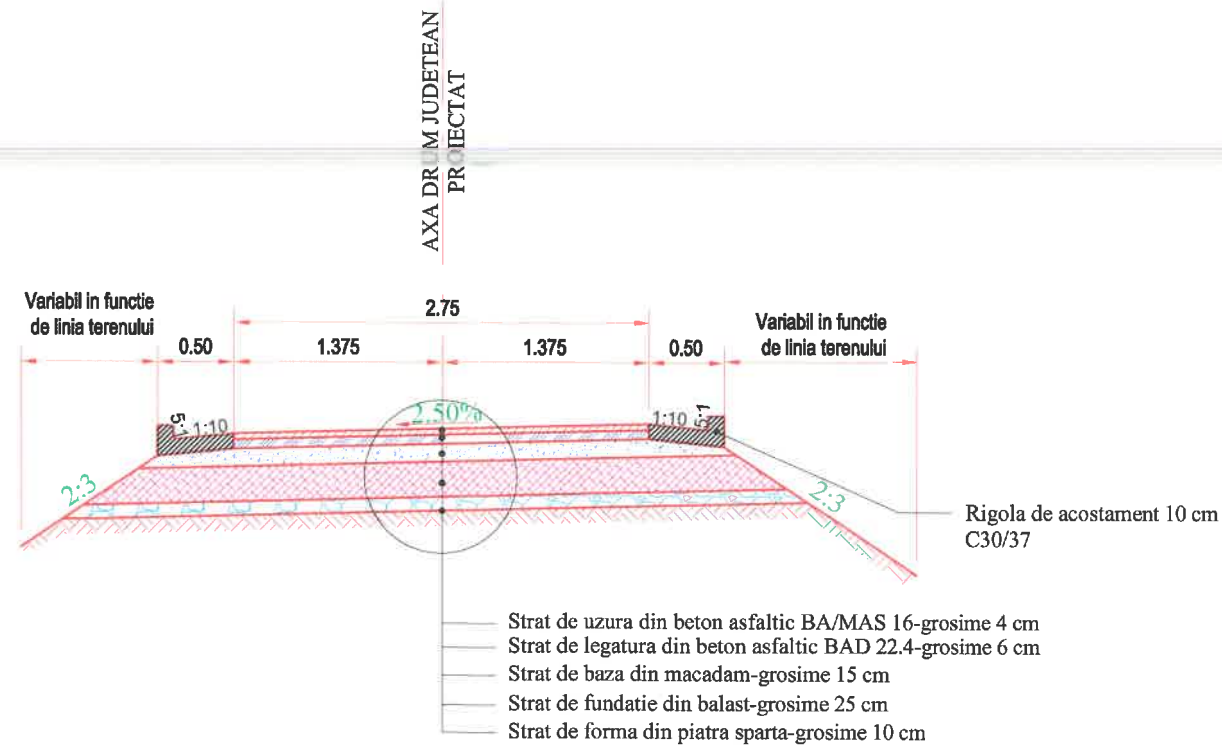 AXA DRUM JUDETEAN
PROIECTAT
Variabil in functie
de linia terenului
2.75
Variabil in functie
de linia terenului
0.50
1.375
1.375
0.50
5:1
1:10
2.50%
1:10
5:1
2:3
2:3
Rigola de acostament 10 cm
C30/37
Strat de uzura din beton asfaltic BA/MAS 16-grosime 4 cm
Strat de legatura din beton asfaltic BAD 22.4-grosime 6 cm
Strat de baza din macadam-grosime 15 cm
Strat de fundatie din balast-grosime 25 cm
Strat de forma din piatra sparta-grosime 10 cm